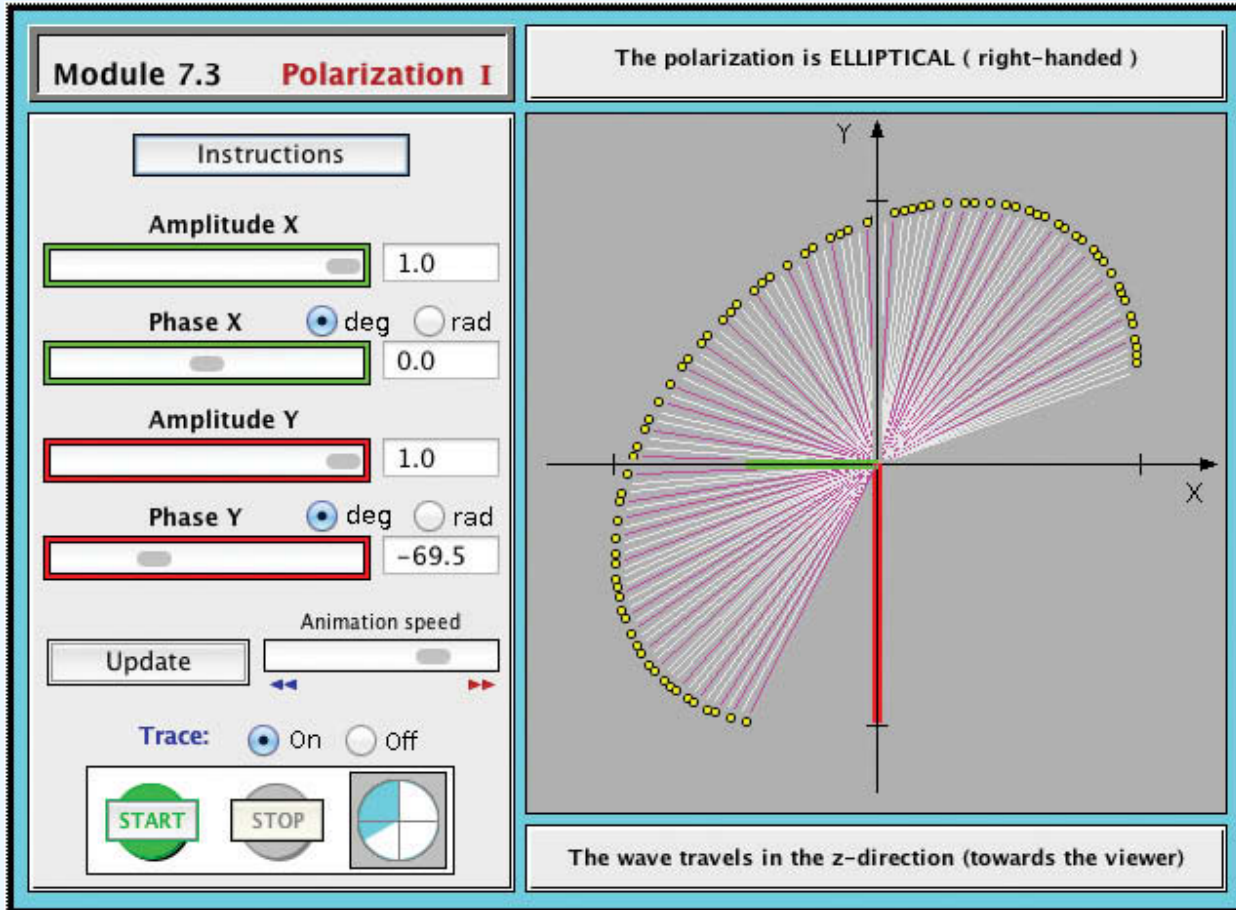 Module 7.3 Polarization I
The polarization is ELLIPTICAL ( right-handed )
Instructions
Amplitude X
1.0
Phase X deg rad
0.0
Amplitude Y
1.0
Phase Y deg rad
-69.5
Animation speed
Update
Trace: On Off
START STOP
Y
X
The wave travels in the z-direction (towards the viewer)